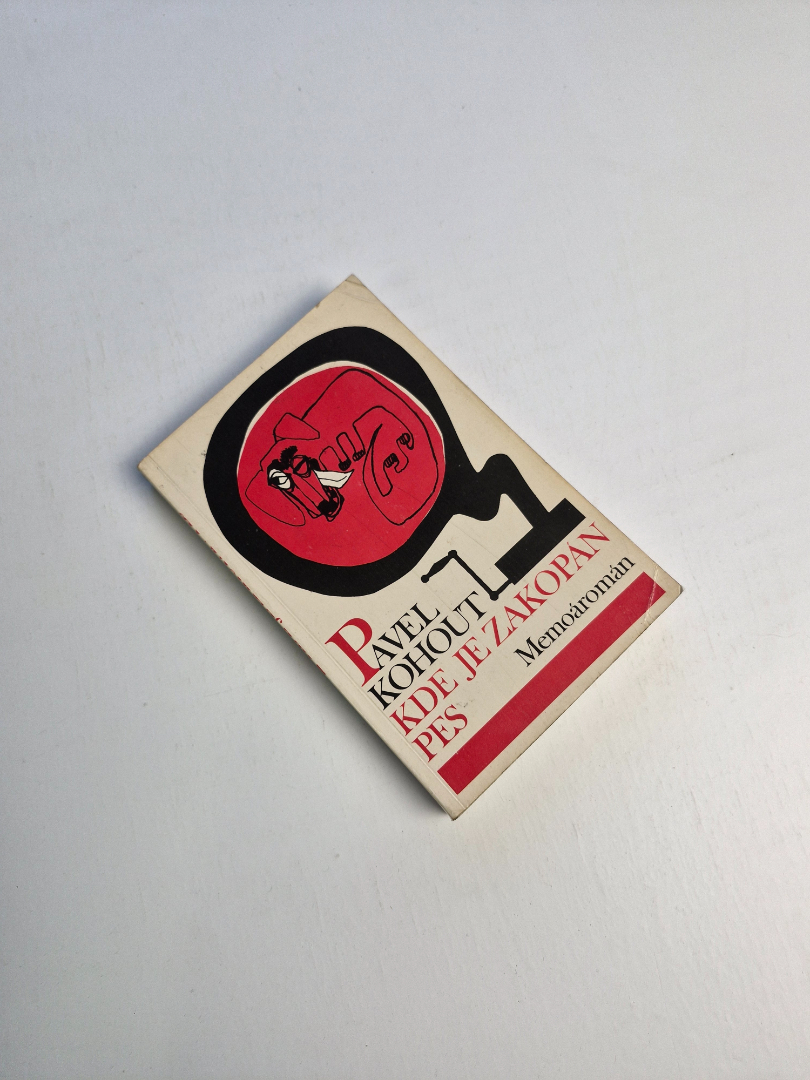 PAVEL
KOHOUT
KDE JE ZAKOPÁN
PES
Memoáromán